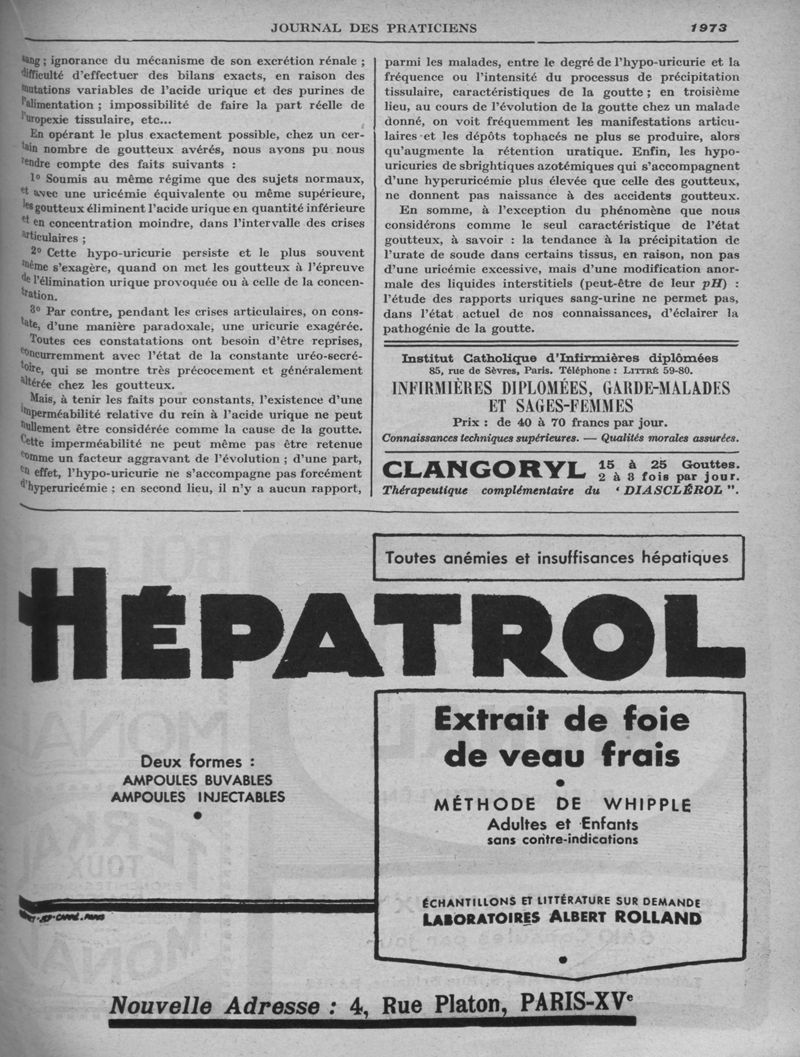 JOURNAL DES PRATICIENS
1973
sang ; ignorance du mécanisme de son excrétion rénale ;
difficulté d'effectuer des bilans exacts, en raison des
mutations variables de l'acide urique et des purines de
l'alimentation ; impossibilité de faire la part réelle de
l'uropexie tissulaire, etc...
En opérant le plus exactement possible, chez un cer-
tain nombre de goutteux avérés, nous avons pu nous
rendre compte des faits suivants :
1º Soumis au même régime que des sujets normaux,
et avec une uricémie équivalente ou même supérieure,
les goutteux éliminent l'acide urique en quantité inférieure
et en concentration moindre, dans l'intervalle des crises
articulaires ;
2º Cette hypo-uricurie persiste et le plus souvent
même s'exagère, quand on met les goutteux à l'épreuve
de l'élimination urique provoquée ou à celle de la concen-
tration.
3º Par contre, pendant les crises articulaires, on cons-
tate, d'une manière paradoxale, une uricurie exagérée.
Toutes ces constatations ont besoin d'être reprises,
concurremment avec l'état de la constante uréo-secré-
toire, qui se montre très précocement et généralement
altérée chez les goutteux.
Mais, à tenir les faits pour constants, l'existence d'une
imperméabilité relative du rein à l'acide urique ne peut
nullement être considérée comme la cause de la goutte.
Cette imperméabilité ne peut même pas être retenue
comme un facteur aggravant de l'évolution ; d'une part,
en effet, l'hypo-uricurie ne s'accompagne pas forcément
d'hyperuricémie ; en second lieu, il n'y a aucun rapport,
parmi les malades, entre le degré de l'hypo-uricurie et la
fréquence ou l'intensité du processus de précipitation
tissulaire, caractéristiques de la goutte ; en troisième
lieu, au cours de l'évolution de la goutte chez un malade
donné, on voit fréquemment les manifestations articu-
laires et les dépôts tophacés ne plus se produire, alors
qu'augmente la rétention uratique. Enfin, les hypo-
uricuries de sbrightiques azotémiques qui s'accompagnent
d'une hyperuricémie plus élevée que celle des goutteux,
ne donnent pas naissance à des accidents goutteux.
En somme, à l'exception du phénomène que nous
considérons comme le seul caractéristique de l'état
goutteux, à savoir : la tendance à la précipitation de
l'urate de soude dans certains tissus, en raison, non pas
d'une uricémie excessive, mais d'une modification anor-
male des liquides interstitiels (peut-être de leur pH) :
l'étude des rapports uriques sang-urine ne permet pas,
dans l'état actuel de nos connaissances, d'éclairer la
pathogénie de la goutte.
Institut Catholique d'Infirmières diplômées
85, rue de Sèvres, Paris. Téléphone : LITTRÉ 59-80.
INFIRMIÈRES DIPLOMÉES, GARDE-MALADES
ET SAGES-FEMMES
Prix : de 40 à 70 francs par jour.
Connaissances techniques supérieures. — Qualités morales assurées.
CLANGORYL 15 à 25 Gouttes.
2 à 3 fois par jour.
Thérapeutique complémentaire du ‘ DIASCLÉROL ”.
Toutes anémies et insuffisances hépatiques
HÉPATROL
Deux formes :
AMPOULES BUVABLES
AMPOULES INJECTABLES
Extrait de foie
de veau frais
MÉTHODE DE WHIPPLE
Adultes et Enfants
sans contre-indications
ÉCHANTILLONS ET LITTÉRATURE SUR DEMANDE
LABORATOIRES ALBERT ROLLAND
Nouvelle Adresse : 4, Rue Platon, PARIS-XVe